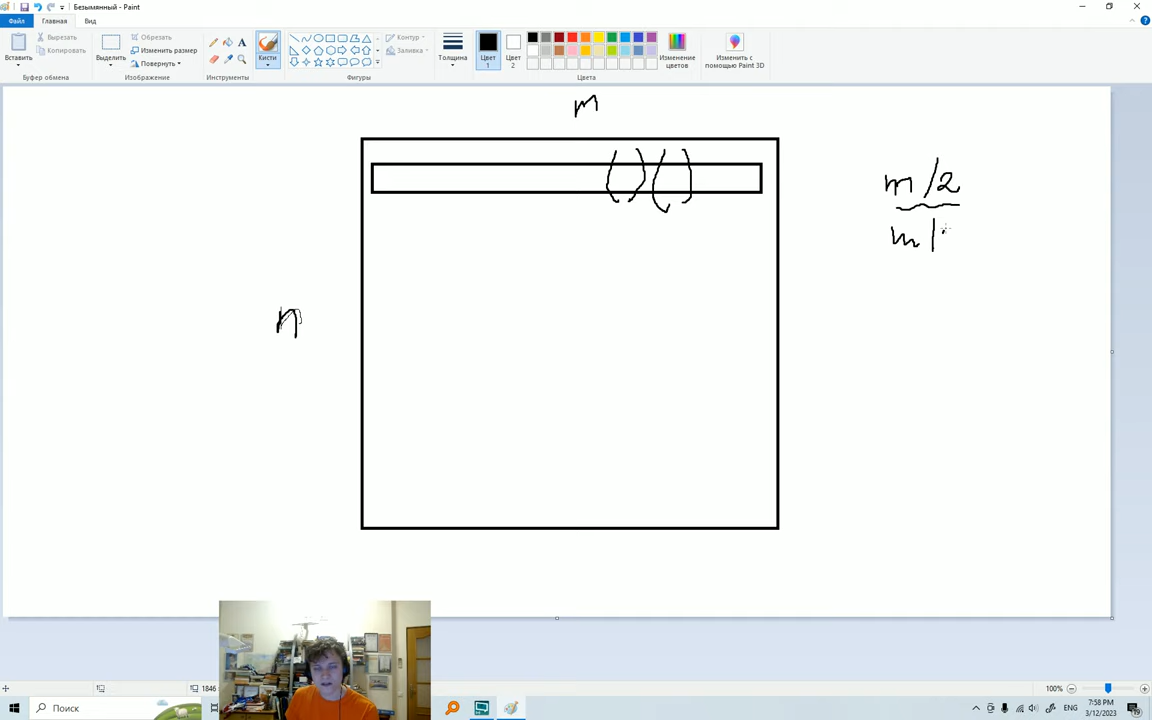 Безымянный - Paint
Файл Главная Вид
Вставить
Вырезать
Копировать
Буфер обмена
Выделить
Обрезать
Изменить размер
Повернуть
Изображение
Инструменты
Кисти
Контур
Заливка
Фигуры
Толщина
Цвет 1
Цвет 2
Цвета
Изменение цветов
Изменить с помощью Paint 3D
m
n
m/2
m/
1846
100%
Поиск
ENG
7:58 PM
3/12/2023